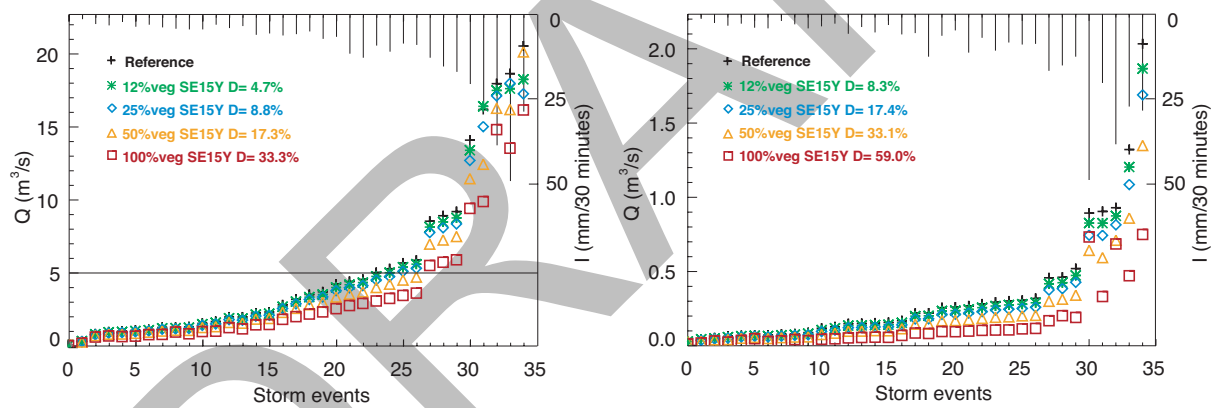 Q (m³/s)
20
15
10
5
0
+ Reference
12%veg SE15Y D= 4.7%
25%veg SE15Y D= 8.8%
50%veg SE15Y D= 17.3%
100%veg SE15Y D= 33.3%
0
25
50
I (mm/30 minutes)
0 5 10 15 20 25 30 35
Storm events
Q (m³/s)
2.0
1.5
1.0
0.5
0.0
+ Reference
12%veg SE15Y D= 8.3%
25%veg SE15Y D= 17.4%
50%veg SE15Y D= 33.1%
100%veg SE15Y D= 59.0%
0
25
50
I (mm/30 minutes)
0 5 10 15 20 25 30 35
Storm events